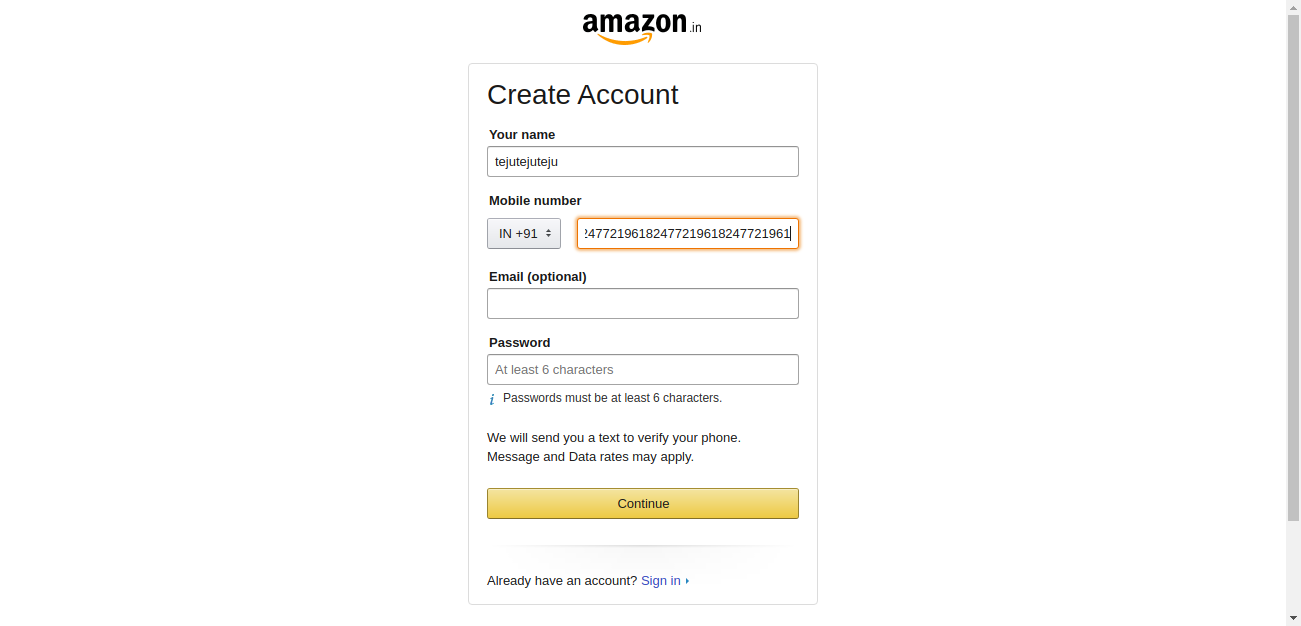 amazon.in
Create Account
Your name
tejutejuteju
Mobile number
IN +91
2477219618247721961824772​1961
Email (optional)
Password
At least 6 characters
i Passwords must be at least 6 characters.
We will send you a text to verify your phone.
Message and Data rates may apply.
Continue
Already have an account? Sign in